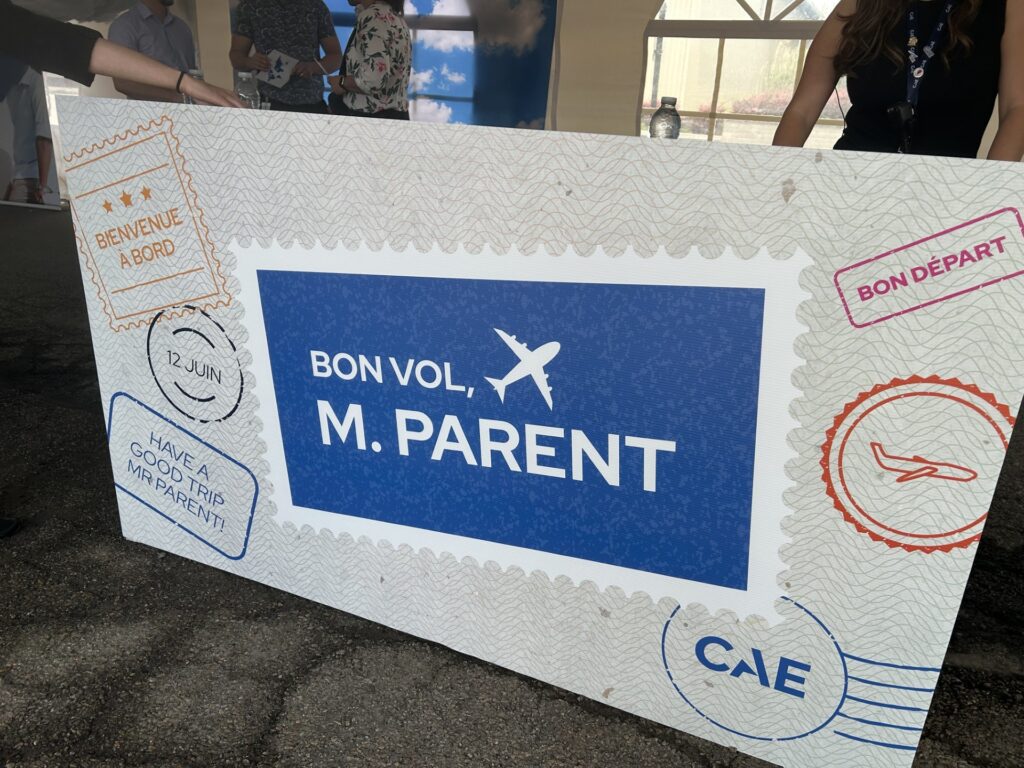 BIENVENUE
À BORD
12 JUIN
HAVE A
GOOD TRIP
MR PARENT!
BON VOL,
M. PARENT
BON DÉPART
CAE